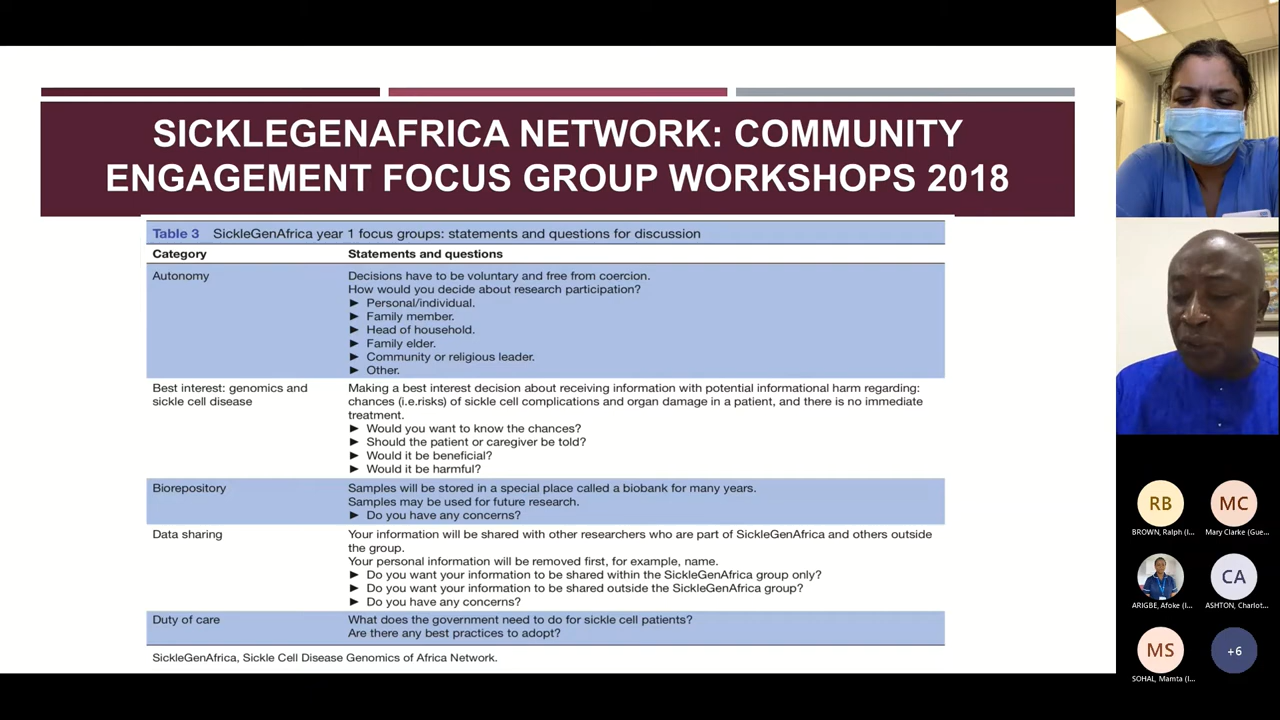 SICKLEGENAFRICA NETWORK: COMMUNITY
ENGAGEMENT FOCUS GROUP WORKSHOPS 2018
Table 3 SickleGenAfrica year 1 focus groups: statements and questions for discussion
Category Statements and questions
Autonomy Decisions have to be voluntary and free from coercion.
How would you decide about research participation?
► Personal/individual.
► Family member.
► Head of household.
► Family elder.
► Community or religious leader.
► Other.
Best interest: genomics and
sickle cell disease
Making a best interest decision about receiving information with potential informational harm regarding:
chances (i.e.risks) of sickle cell complications and organ damage in a patient, and there is no immediate
treatment.
► Would you want to know the chances?
► Should the patient or caregiver be told?
► Would it be beneficial?
► Would it be harmful?
Biorepository Samples will be stored in a special place called a biobank for many years.
Samples may be used for future research.
► Do you have any concerns?
Data sharing Your information will be shared with other researchers who are part of SickleGenAfrica and others outside
the group.
Your personal information will be removed first, for example, name.
► Do you want your information to be shared within the SickleGenAfrica group only?
► Do you want your information to be shared outside the SickleGenAfrica group?
► Do you have any concerns?
Duty of care What does the government need to do for sickle cell patients?
Are there any best practices to adopt?
SickleGenAfrica, Sickle Cell Disease Genomics of Africa Network.
RB MC
BROWN, Ralph (I... Mary Clarke (Gue...
CA
ARIGBE, Afoke (I... ASHTON, Charlot...
MS +6
SOHAL, Mamta (I...